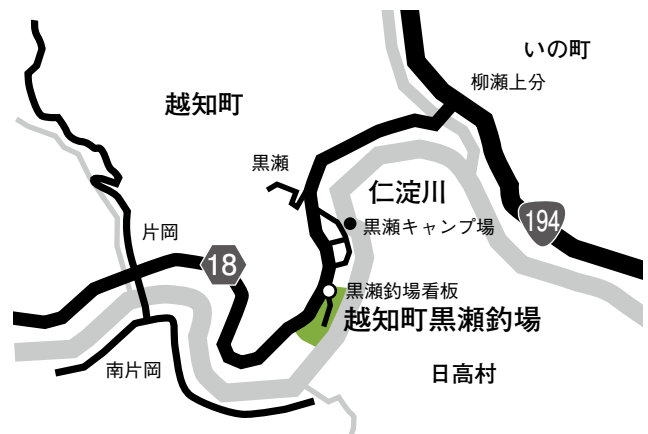 いの町
柳瀬上分
越知町
黒瀬
仁淀川
194
黒瀬キャンプ場
片岡
18
黒瀬釣場看板
越知町黒瀬釣場
南片岡
日高村